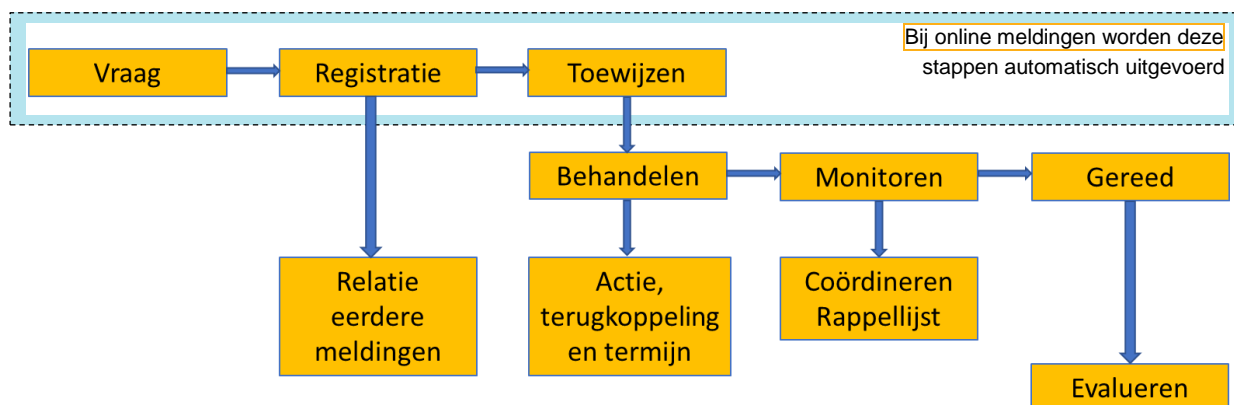 Bij online meldingen worden deze
stappen automatisch uitgevoerd
Vraag
Registratie
Toewijzen
Behandelen
Monitoren
Gereed
Relatie
eerdere
meldingen
Actie,
terugkoppeling
en termijn
Coördineren
Rappellijst
Evalueren